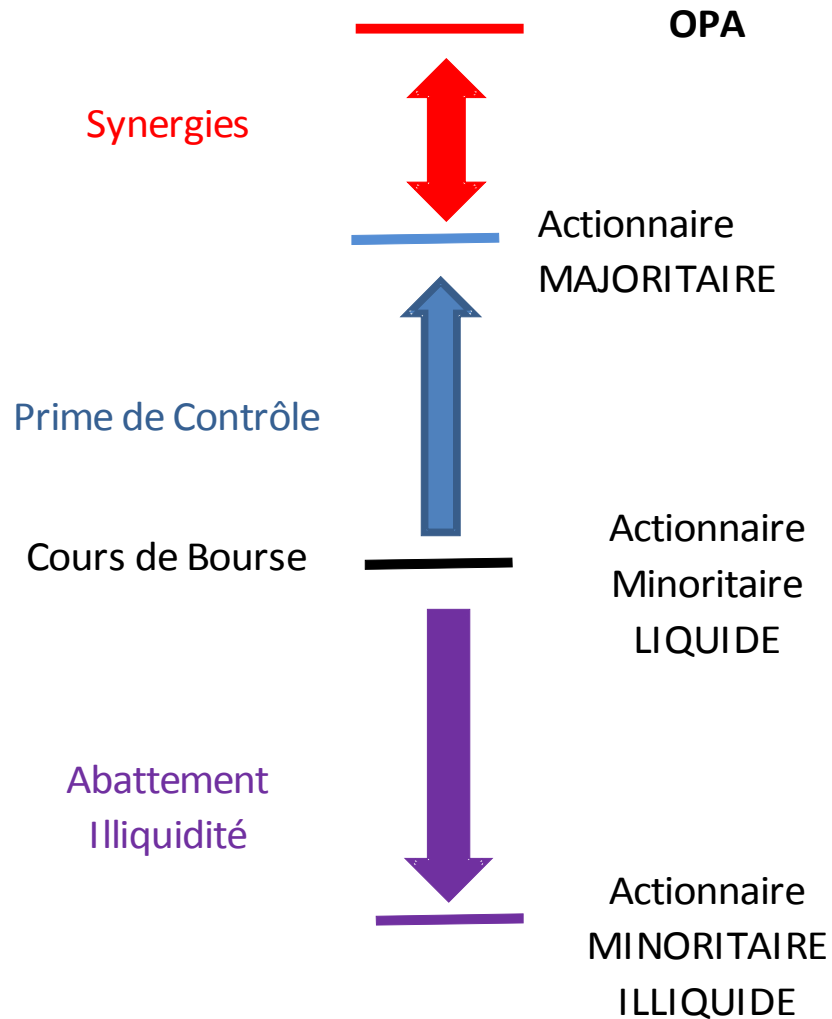 OPA
Synergies
Actionnaire
MAJORITAIRE
Prime de Contrôle
Cours de Bourse
Actionnaire
Minoritaire
LIQUIDE
Abattement
Illiquidité
Actionnaire
MINORITAIRE
ILLIQUIDE